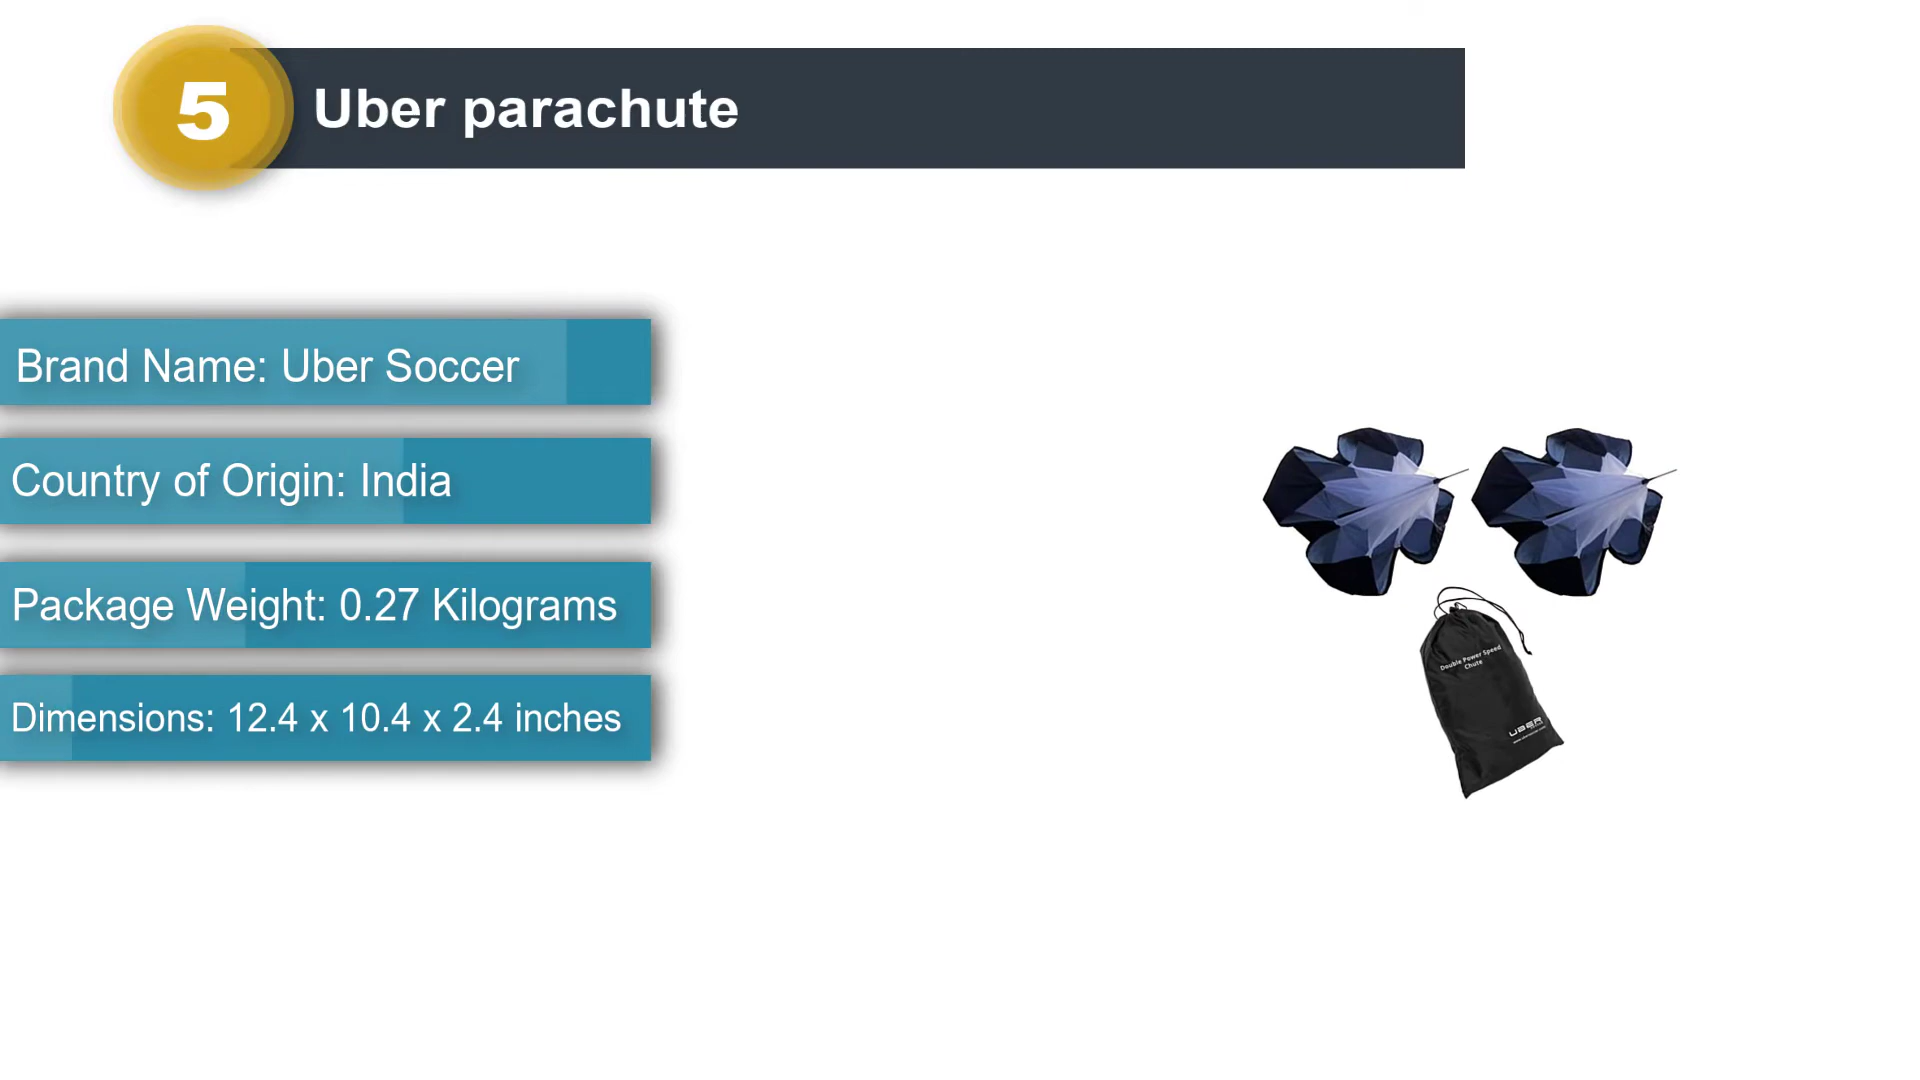 5
Uber parachute
Brand Name: Uber Soccer
Country of Origin: India
Package Weight: 0.27 Kilograms
Dimensions: 12.4 x 10.4 x 2.4 inches
Double Power Speed
Chute
UBER